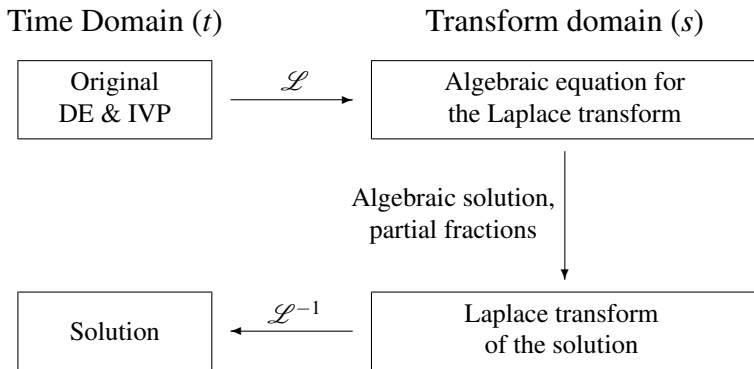 Time Domain (t)
Transform domain (s)
Original
DE & IVP
ℒ
Algebraic equation for
the Laplace transform
Algebraic solution,
partial fractions
Laplace transform
of the solution
ℒ⁻¹
Solution